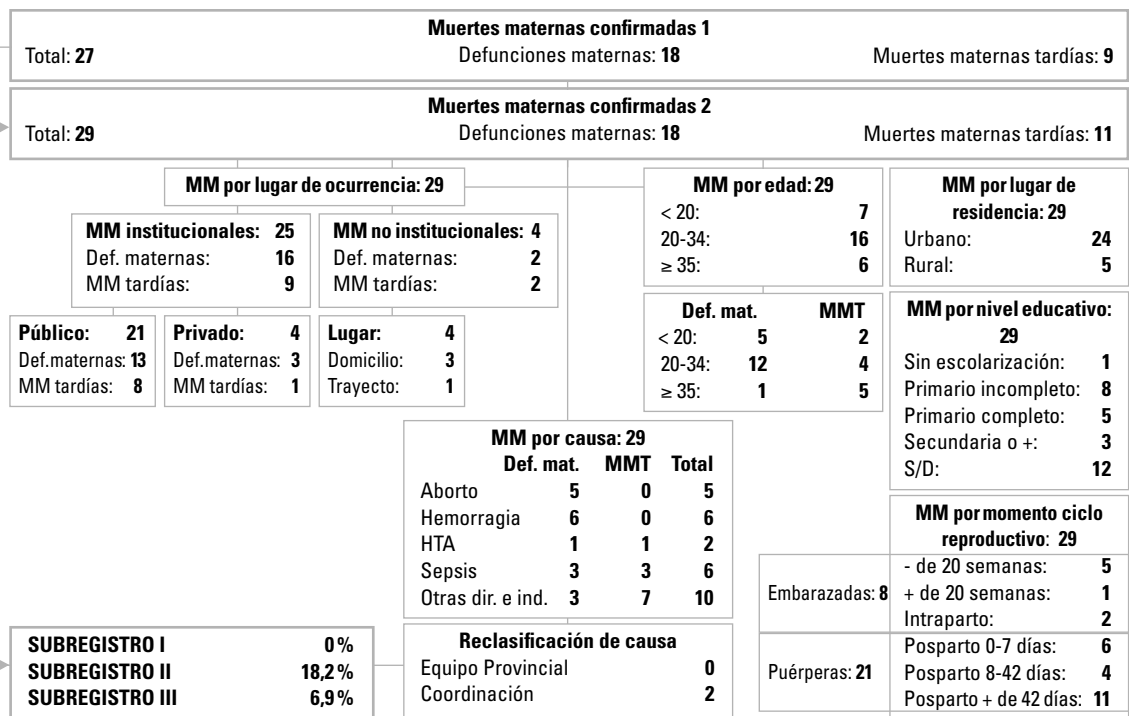 Muertes maternas confirmadas 1
Total: 27 Defunciones maternas: 18 Muertes maternas tardías: 9
Muertes maternas confirmadas 2
Total: 29 Defunciones maternas: 18 Muertes maternas tardías: 11
MM por lugar de ocurrencia: 29
MM institucionales: 25
Def. maternas: 16
MM tardías: 9
MM no institucionales: 4
Def. maternas: 2
MM tardías: 2
Público: 21
Def.maternas: 13
MM tardías: 8
Privado: 4
Def.maternas: 3
MM tardías: 1
Lugar: 4
Domicilio: 3
Trayecto: 1
MM por edad: 29
< 20: 7
20-34: 16
≥ 35: 6
Def. mat. MMT
< 20: 5 2
20-34: 12 4
≥ 35: 1 5
MM por lugar de
residencia: 29
Urbano: 24
Rural: 5
MM por nivel educativo:
29
Sin escolarización: 1
Primario incompleto: 8
Primario completo: 5
Secundaria o +: 3
S/D: 12
MM por causa: 29
Def. mat. MMT Total
Aborto 5 0 5
Hemorragia 6 0 6
HTA 1 1 2
Sepsis 3 3 6
Otras dir. e ind. 3 7 10
MM por momento ciclo
reproductivo: 29
Embarazadas: 8
- de 20 semanas: 5
+ de 20 semanas: 1
Intraparto: 2
Puérperas: 21
Posparto 0-7 días: 6
Posparto 8-42 días: 4
Posparto + de 42 días: 11
SUBREGISTRO I 0%
SUBREGISTRO II 18,2%
SUBREGISTRO III 6,9%
Reclasificación de causa
Equipo Provincial 0
Coordinación 2